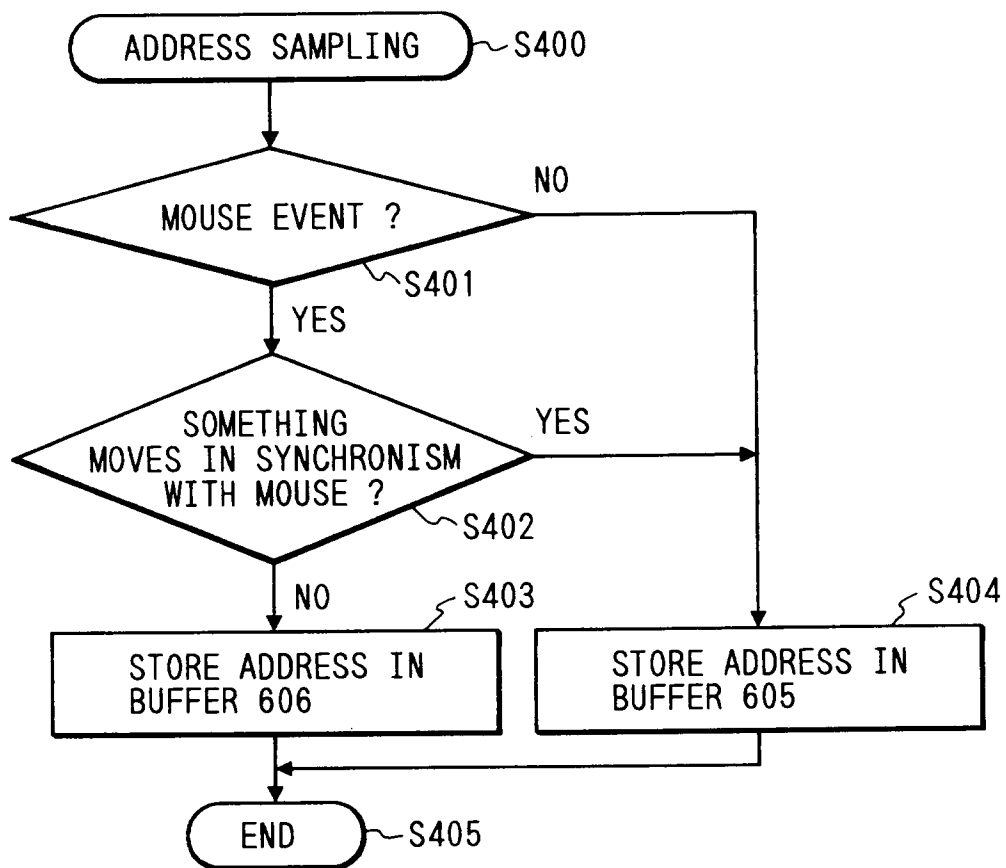 ADDRESS SAMPLING
S400
MOUSE EVENT ?
NO
S401
YES
SOMETHING
MOVES IN SYNCHRONISM
WITH MOUSE ?
YES
S402
NO
S403
S404
STORE ADDRESS IN
BUFFER 606
STORE ADDRESS IN
BUFFER 605
END
S405